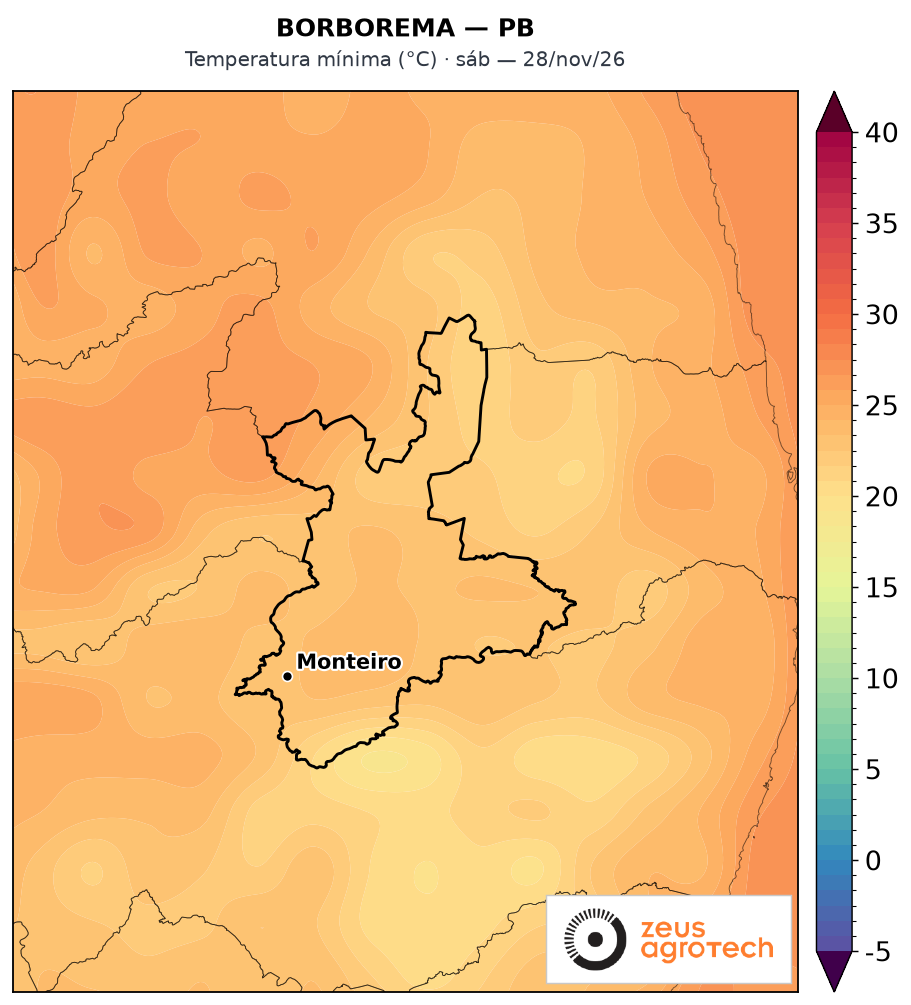 BORBOREMA — PB
Temperatura mínima (°C) · sáb — 28/nov/26
40
35
30
25
20
15
10
5
0
-5
Monteiro
zeus
agrotech